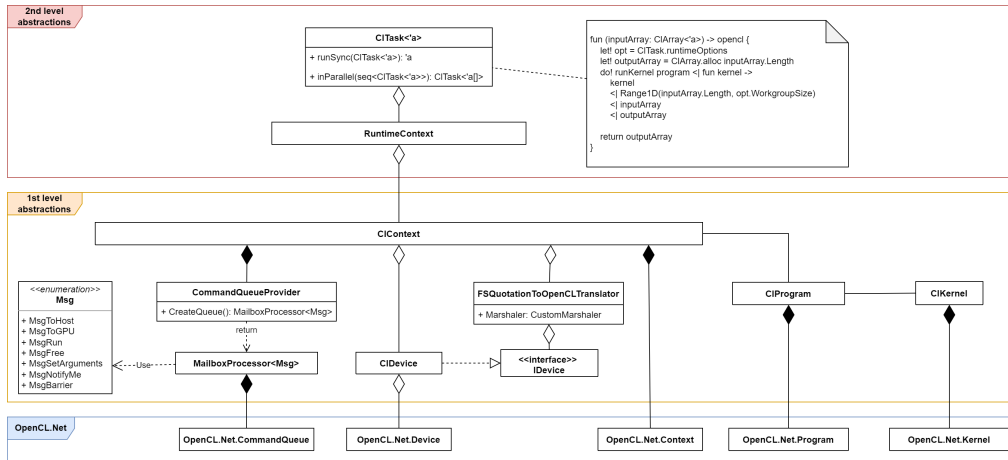 2nd level
abstractions
ClTask<'a>
+ runSync(ClTask<'a>): 'a
+ inParallel(seq<ClTask<'a>>): ClTask<'a[]>
fun (inputArray: ClArray<'a>) -> opencl {
let! opt = ClTask.runtimeOptions
let! outputArray = ClArray.alloc inputArray.Length
do! runKernel program <| fun kernel ->
kernel
<| Range1D(inputArray.Length, opt.WorkgroupSize)
<| inputArray
<| outputArray
return outputArray
}
RuntimeContext
1st level
abstractions
ClContext
<<enumeration>>
Msg
+ MsgToHost
+ MsgToGPU
+ MsgRun
+ MsgFree
+ MsgSetArguments
+ MsgNotifyMe
+ MsgBarrier
CommandQueueProvider
+ CreateQueue(): MailboxProcessor<Msg>
return
Use
MailboxProcessor<Msg>
ClDevice
FSQuotationToOpenCLTranslator
+ Marshaler: CustomMarshaler
<<interface>>
IDevice
ClProgram
ClKernel
OpenCL.Net
OpenCL.Net.CommandQueue
OpenCL.Net.Device
OpenCL.Net.Context
OpenCL.Net.Program
OpenCL.Net.Kernel